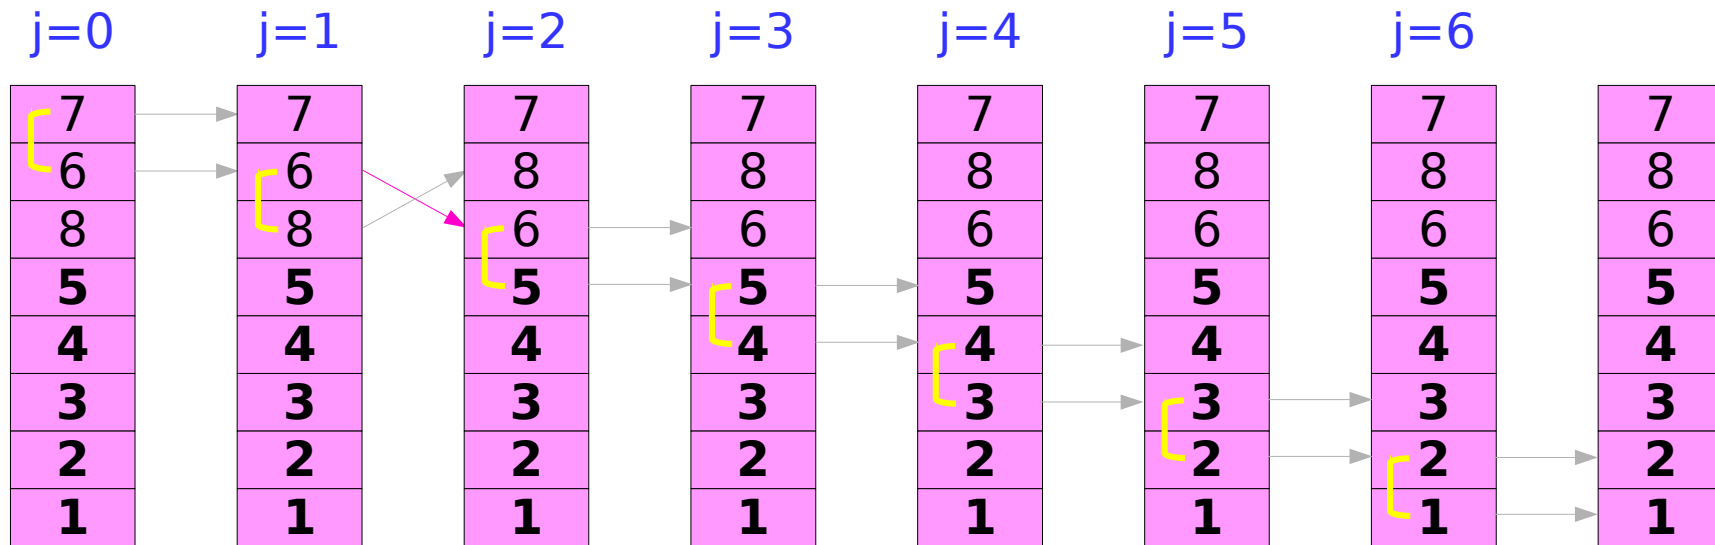 j=0 j=1 j=2 j=3 j=4 j=5 j=6
7 7 7 7 7 7 7 7
6 6 8 8 8 8 8 8
8 8 6 6 6 6 6 6
5 5 5 5 5 5 5 5
4 4 4 4 4 4 4 4
3 3 3 3 3 3 3 3
2 2 2 2 2 2 2 2
1 1 1 1 1 1 1 1